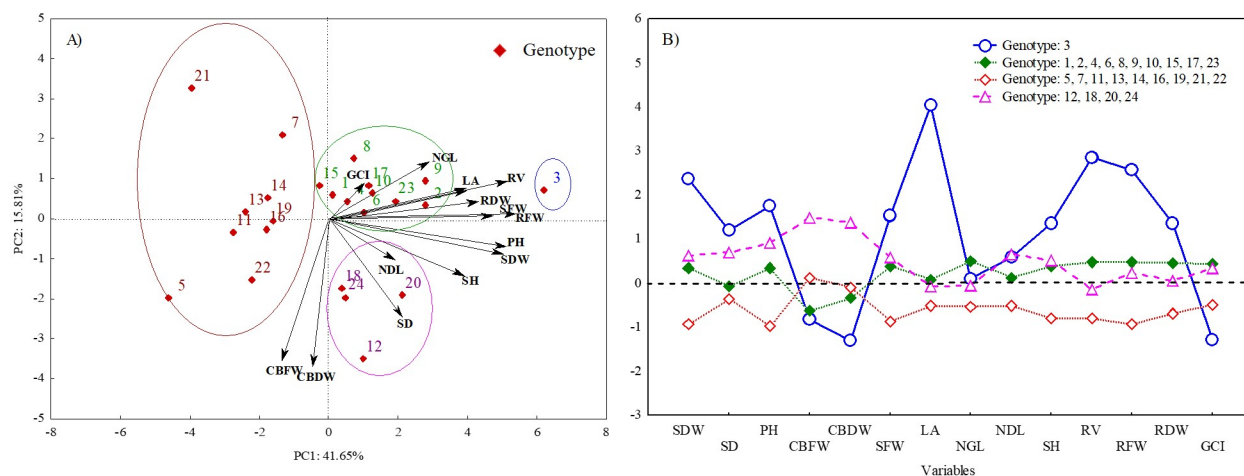 A)
Genotype
5
4
3
2
1
0
-1
-2
-3
-4
-5
21
7
14
13
19
11
16
22
5
8
15
17
GCI
10
1
4
6
23
9
2
NGL
LA
RV
RDW
SFW
RFW
PH
SDW
SH
NDL
SD
CBFW
CBDW
18
24
20
12
3
-8
-6
-4
-2
0
2
4
6
8
PC1: 41.65%
PC2: 115.81%
B)
Genotype: 3
Genotype: 1, 2, 4, 6, 8, 9, 10, 15, 17, 23
Genotype: 5, 7, 11, 13, 14, 16, 19, 21, 22
Genotype: 12, 18, 20, 24
6
5
4
3
2
1
0
-1
-2
-3
SDW
SD
PH
CBFW
CBDW
SFW
LA
NGL
NDL
SH
RV
RFW
RDW
GCI
Variables